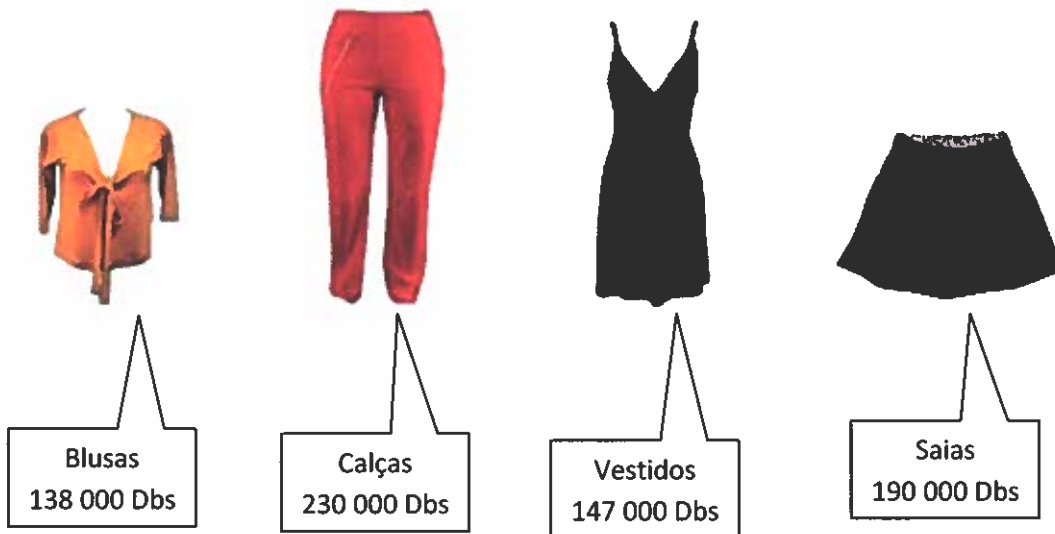 Blusas
138 000 Dbs
Calças
230 000 Dbs
Vestidos
147 000 Dbs
Saias
190 000 Dbs